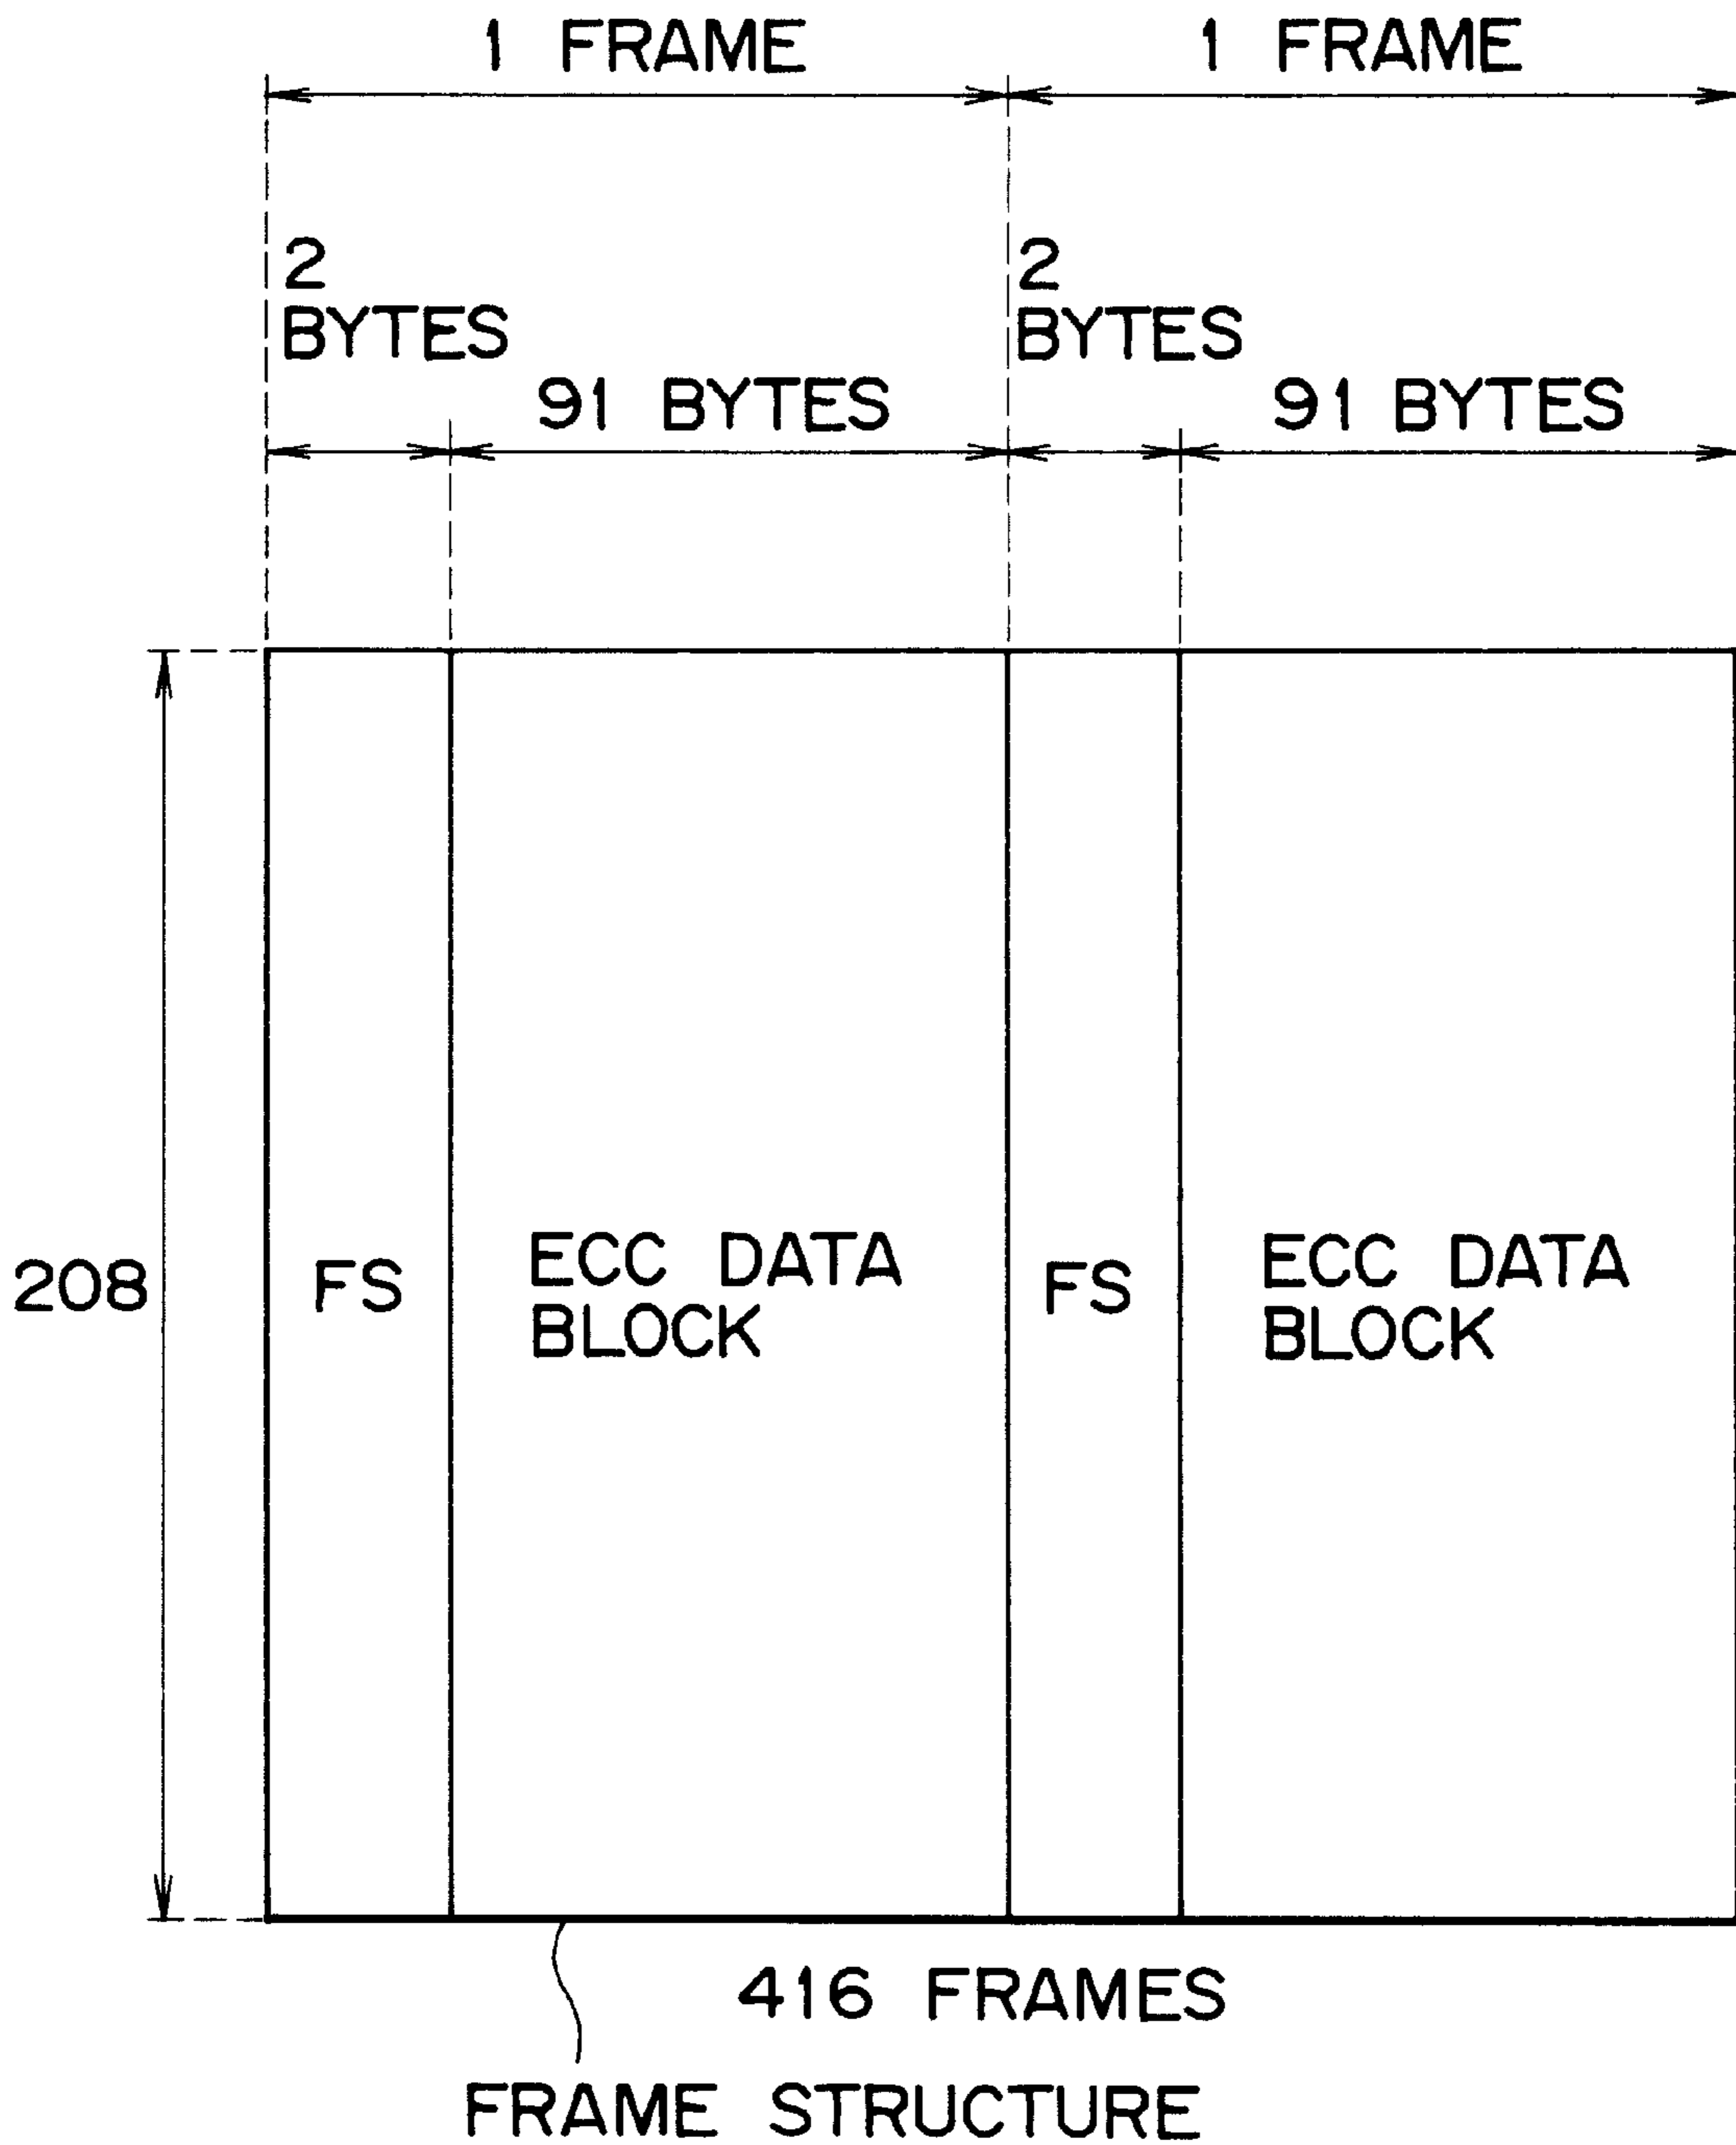 1 FRAME 1 FRAME
2 BYTES 2 BYTES
91 BYTES 91 BYTES
208
FS
ECC DATA
BLOCK
FS
ECC DATA
BLOCK
416 FRAMES
FRAME STRUCTURE